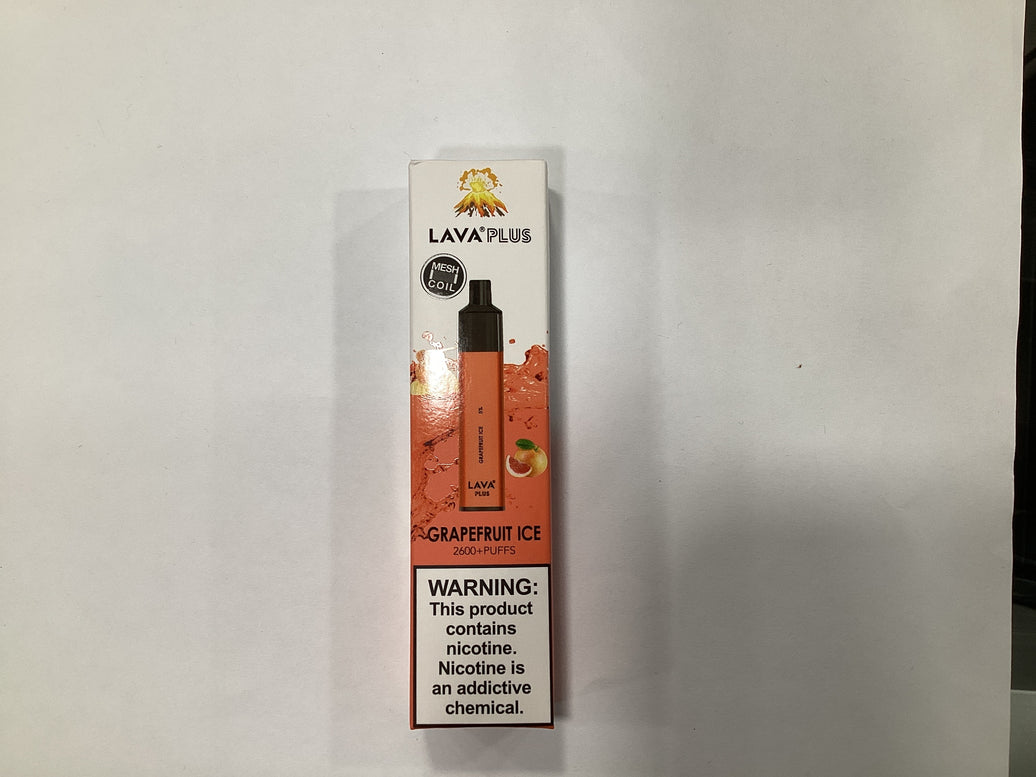 LAVA® PLUS
MESH
COIL
5%
GRAPEFRUIT ICE
LAVA®
PLUS
GRAPEFRUIT ICE
2600+PUFFS
WARNING:
This product
contains
nicotine.
Nicotine is
an addictive
chemical.